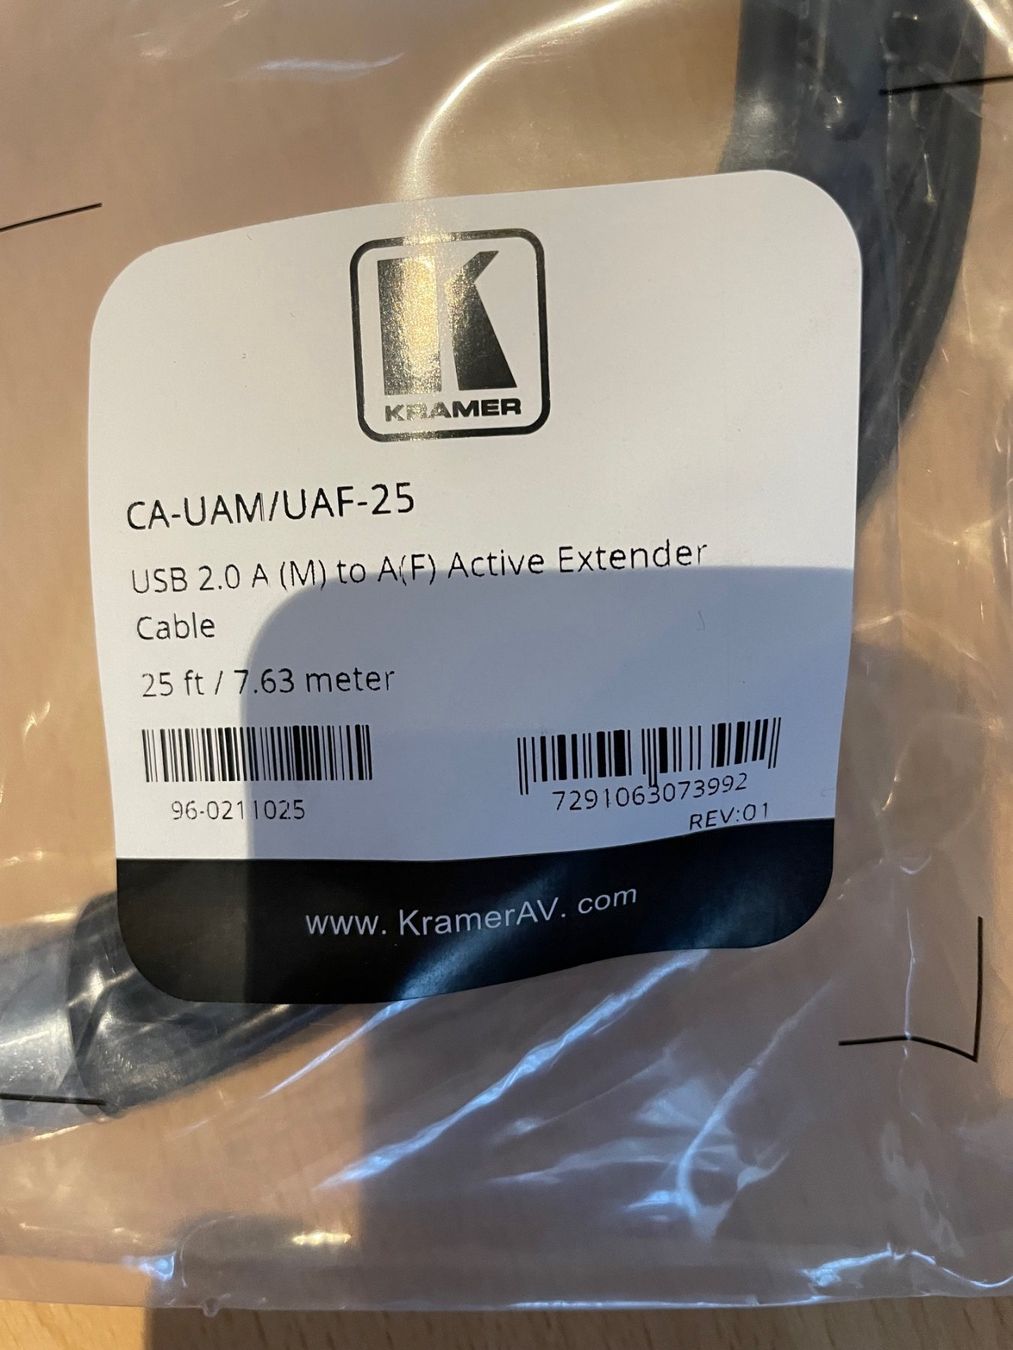 K
KRAMER
CA-UAM/UAF-25
USB 2.0 A (M) to A(F) Active Extender
Cable
25 ft / 7.63 meter
96-0211025
7291063073992
REV:01
www. KramerAV. com